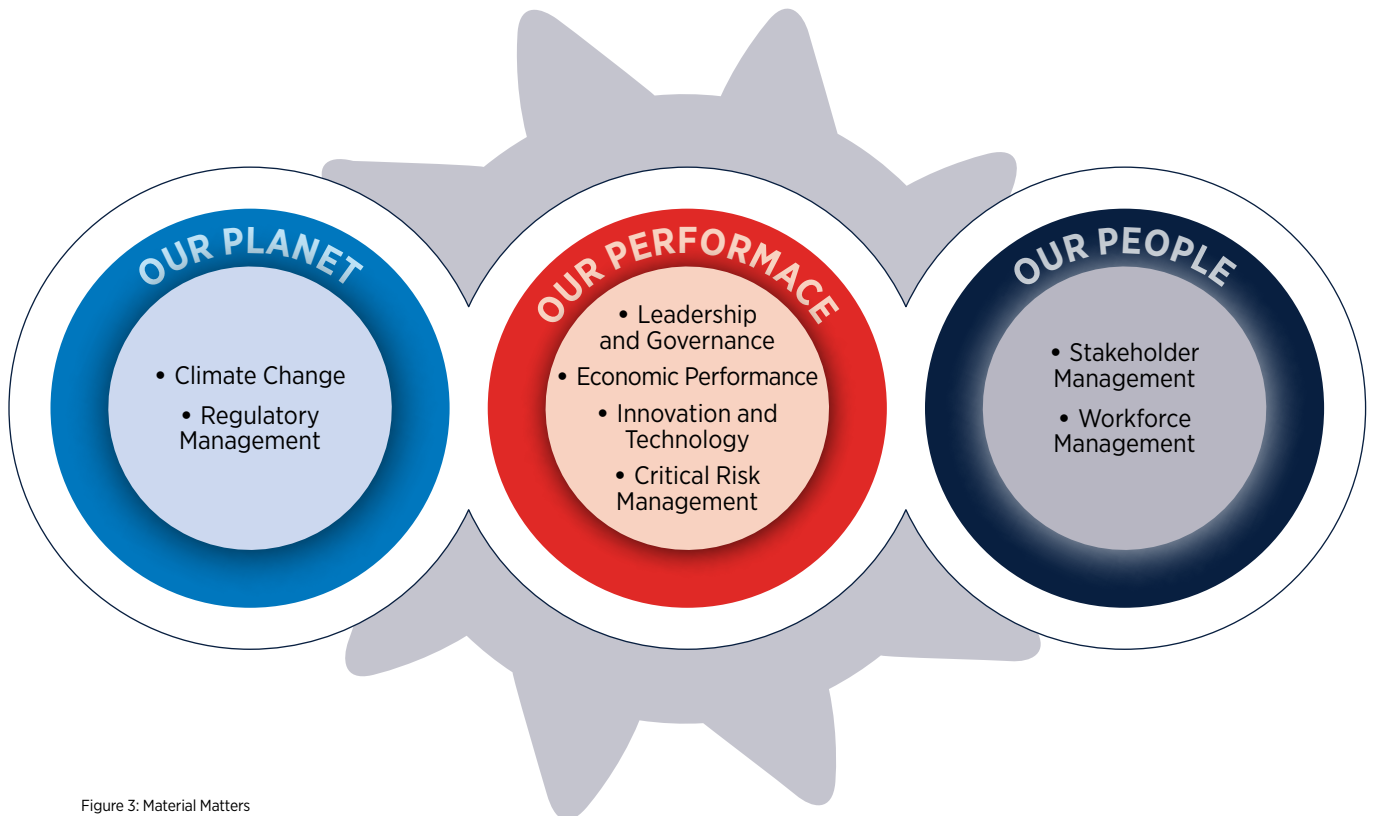 OUR PLANET
• Climate Change
• Regulatory
Management
OUR PERFORMACE
• Leadership
and Governance
• Economic Performance
• Innovation and
Technology
• Critical Risk
Management
OUR PEOPLE
• Stakeholder
Management
• Workforce
Management
Figure 3: Material Matters